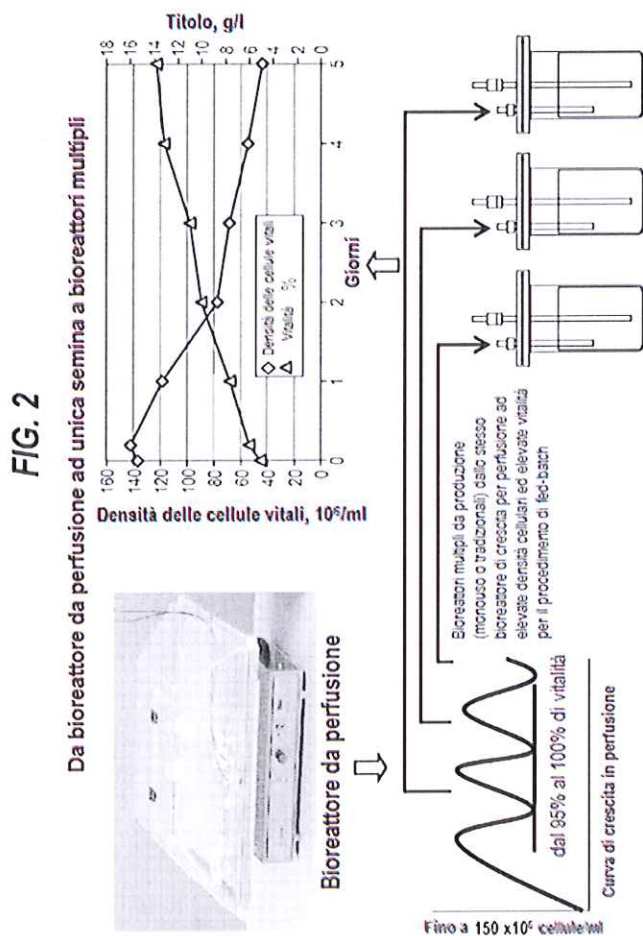 FIG. 2
Da bioreattore da perfusione ad unica semina a bioreattori multipli
Bioreattore da perfusione
Densità delle cellule vitali, 10⁶/ml
160
140
120
100
80
60
40
20
0
Titolo, g/l
16
14
12
10
8
6
4
2
0
0
1
2
3
4
5
Giorni
Densità delle cellule vitali
Vitalità %
Fino a 150 x10⁶ cellule/ml
dal 95% al 100% di vitalità
Curva di crescita in perfusione
Bioreattori multipli da produzione
(monouso o tradizionali) dallo stesso
bioreattore di crescita per perfusione ad
elevate densità cellulari ed elevate vitalità
per il procedimento di fed-batch